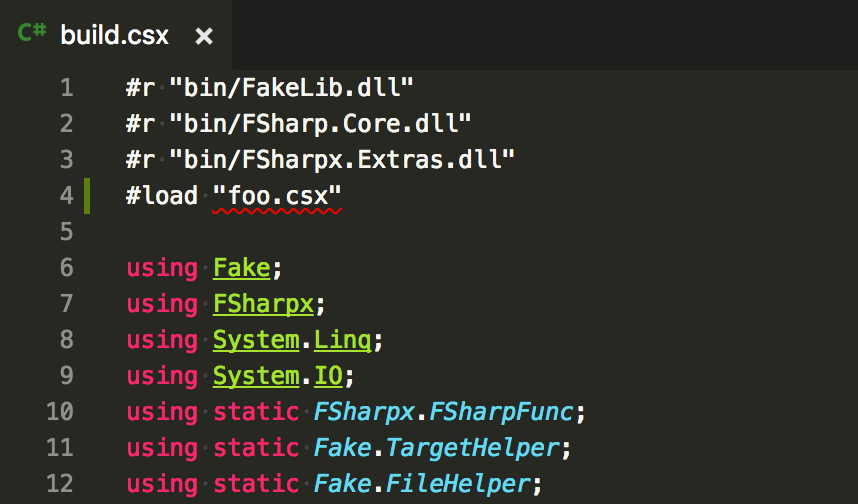 C# build.csx ×
1 #r "bin/FakeLib.dll"
2 #r "bin/FSharp.Core.dll"
3 #r "bin/FSharpx.Extras.dll"
4 #load "foo.csx"
5
6 using Fake;
7 using FSharpx;
8 using System.Linq;
9 using System.IO;
10 using static FSharpx.FSharpFunc;
11 using static Fake.TargetHelper;
12 using static Fake.FileHelper;